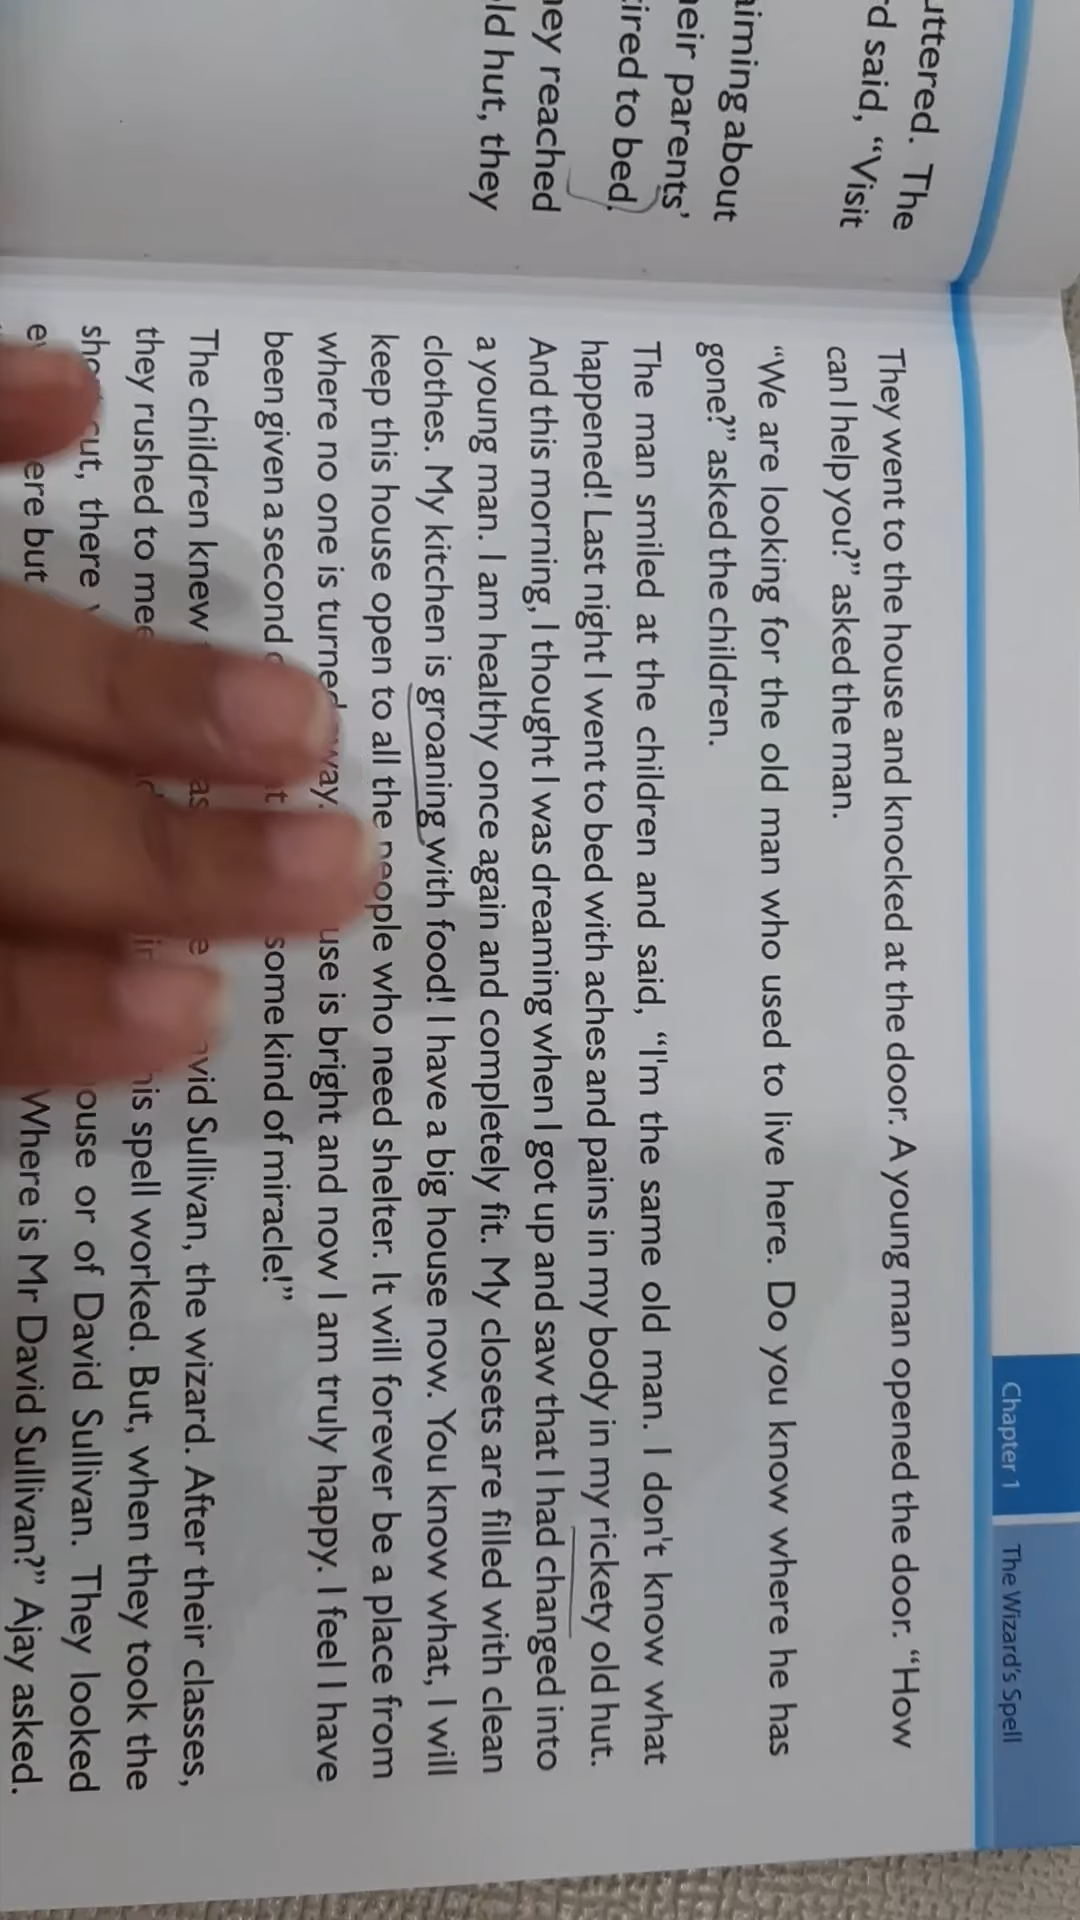 uttered. The
rd said, “Visit
aiming about
heir parents’
tired to bed.
hey reached
old hut, they
Chapter 1 The Wizard's Spell
They went to the house and knocked at the door. A young man opened the door. “How
can I help you?” asked the man.
“We are looking for the old man who used to live here. Do you know where he has
gone?” asked the children.
The man smiled at the children and said, “I'm the same old man. I don't know what
happened! Last night I went to bed with aches and pains in my body in my rickety old hut.
And this morning, I thought I was dreaming when I got up and saw that I had changed into
a young man. I am healthy once again and completely fit. My closets are filled with clean
clothes. My kitchen is groaning with food! I have a big house now. You know what, I will
keep this house open to all the people who need shelter. It will forever be a place from
where no one is turned away. use is bright and now I am truly happy. I feel I have
been given a second some kind of miracle!”
The children knew as avid Sullivan, the wizard. After their classes,
they rushed to his spell worked. But, when they took the
cut, there ouse or of David Sullivan. They looked
ere but Where is Mr David Sullivan?” Ajay asked.